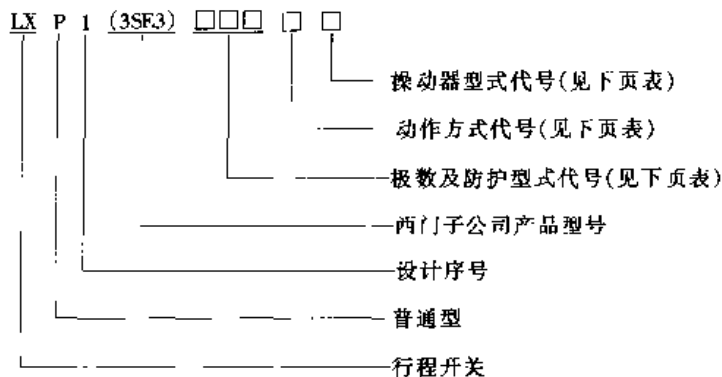 LX P 1 (3SE3) □□□ □ □
操动器型式代号(见下页表)
动作方式代号(见下页表)
极数及防护型式代号(见下页表)
西门子公司产品型号
设计序号
普通型
行程开关